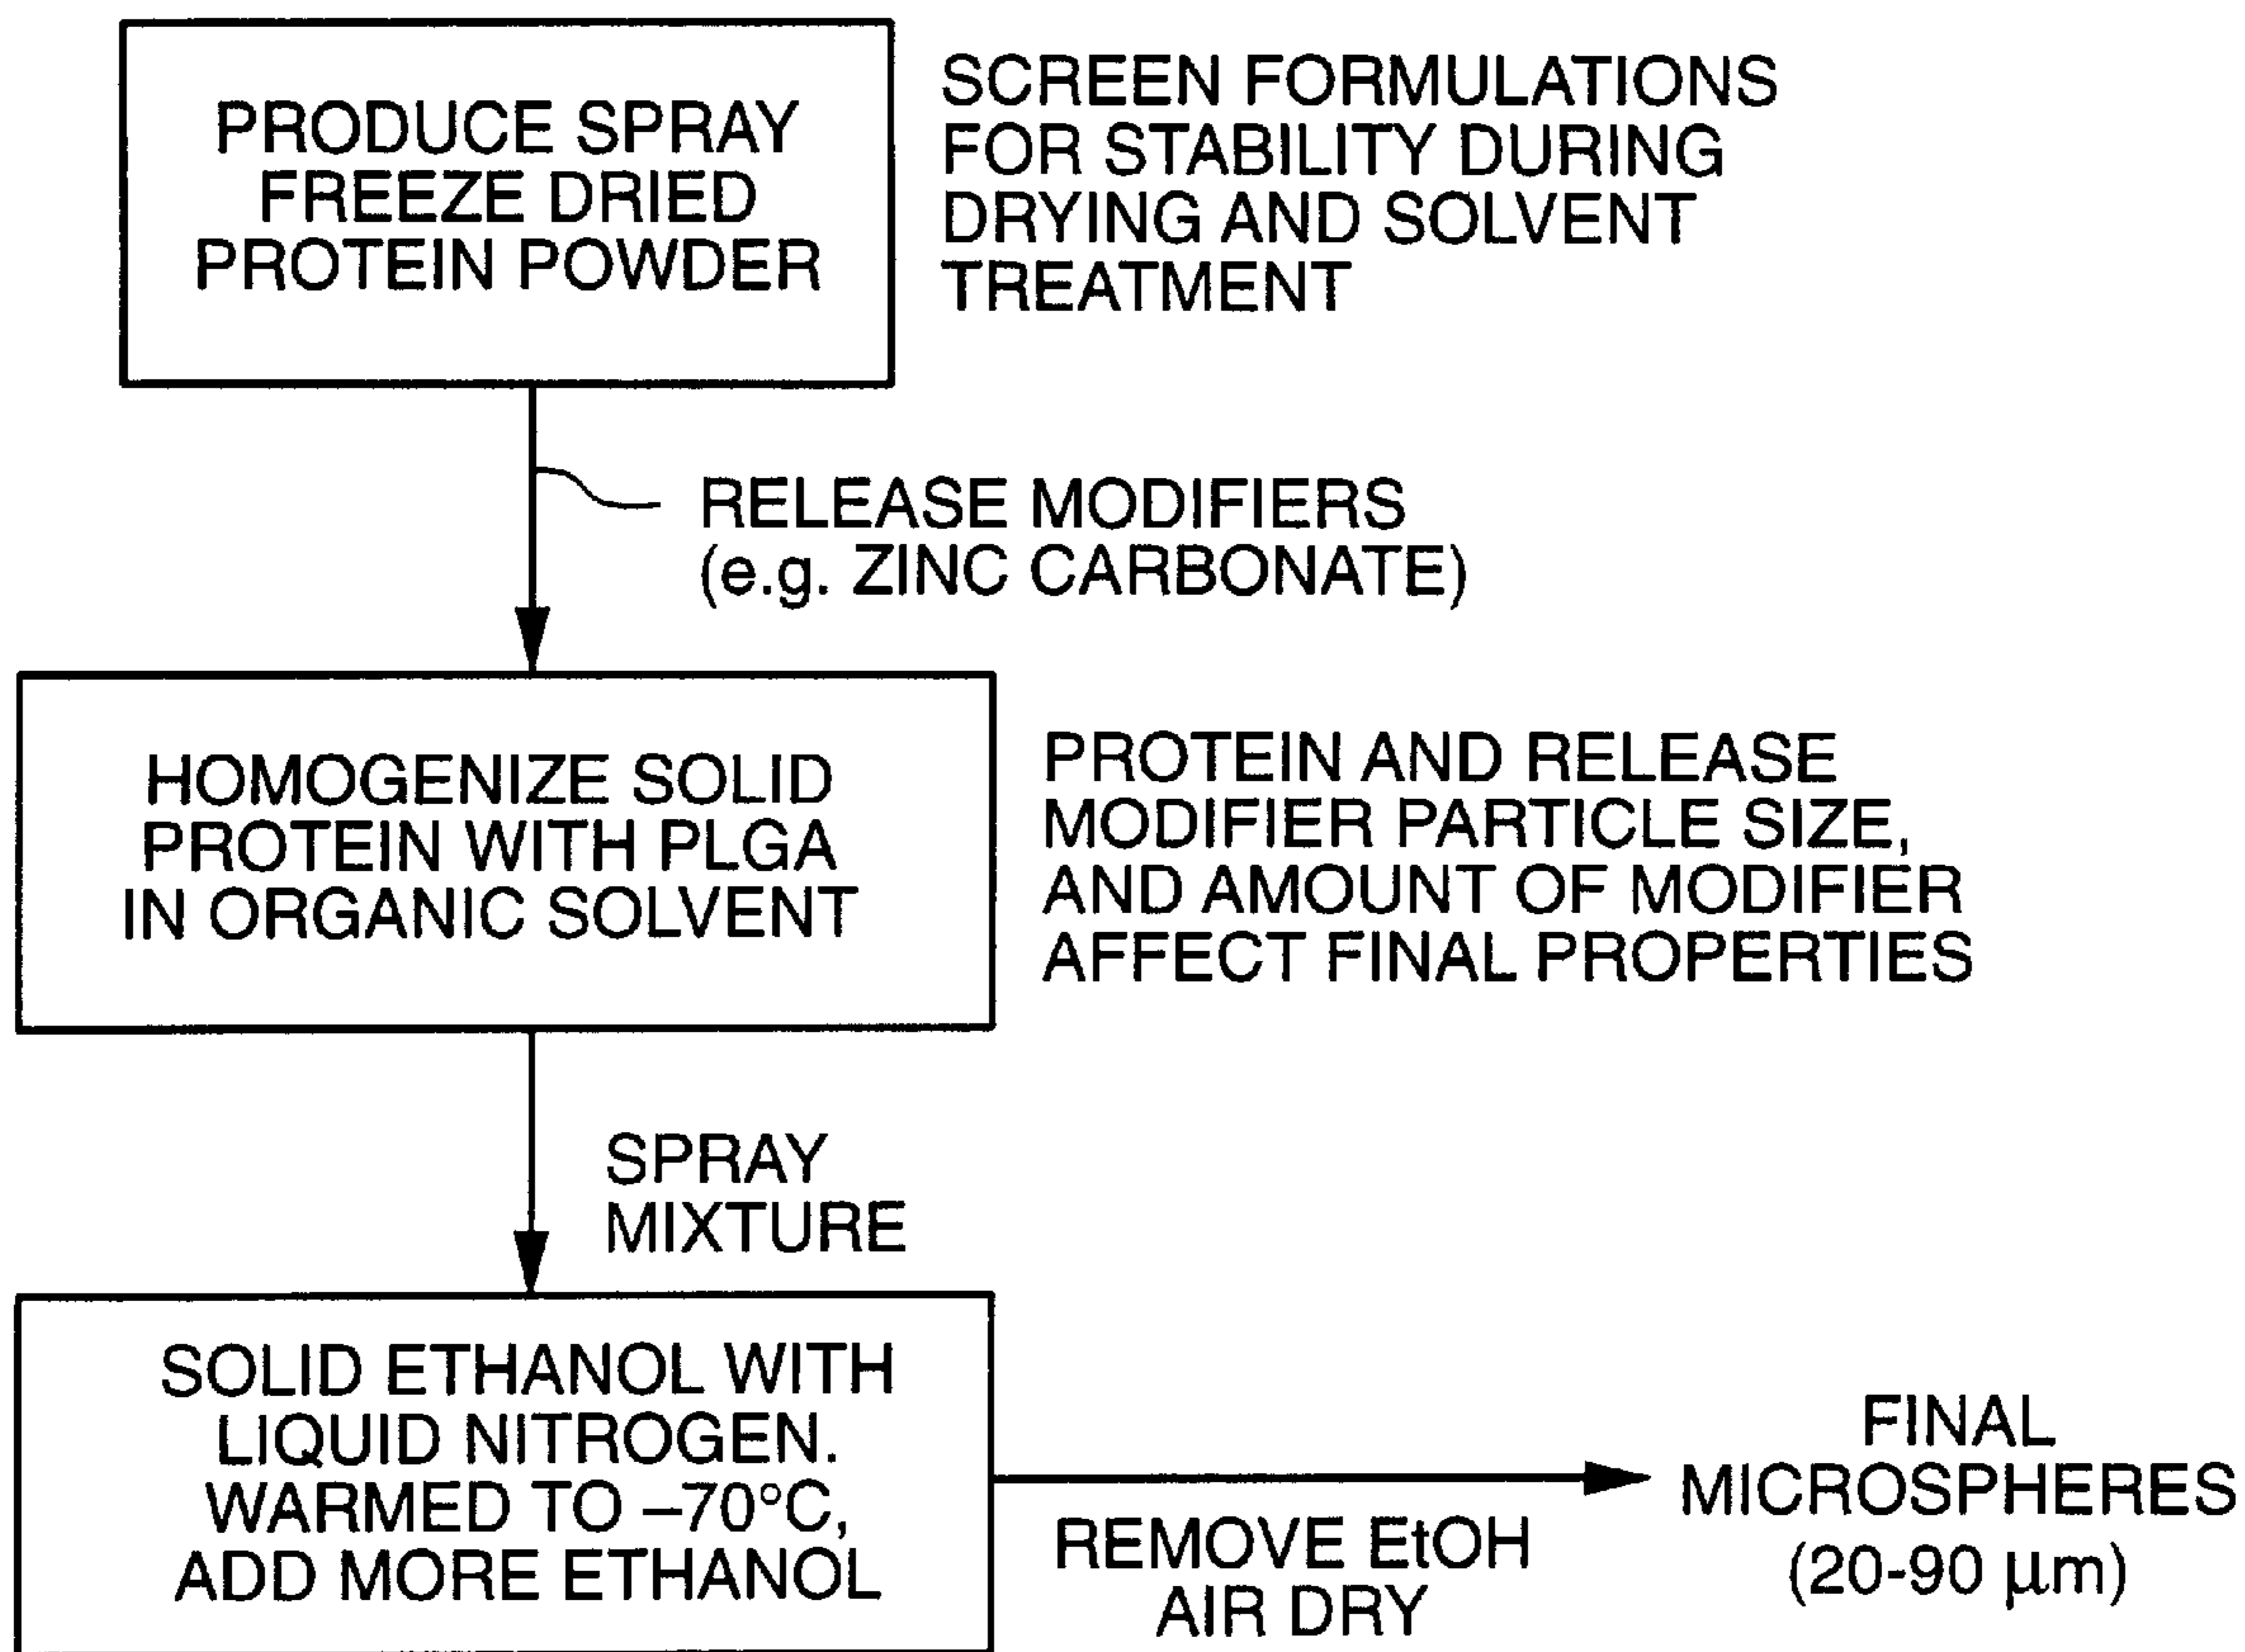 PRODUCE SPRAY
FREEZE DRIED
PROTEIN POWDER
SCREEN FORMULATIONS
FOR STABILITY DURING
DRYING AND SOLVENT
TREATMENT
RELEASE MODIFIERS
(e.g. ZINC CARBONATE)
HOMOGENIZE SOLID
PROTEIN WITH PLGA
IN ORGANIC SOLVENT
PROTEIN AND RELEASE
MODIFIER PARTICLE SIZE,
AND AMOUNT OF MODIFIER
AFFECT FINAL PROPERTIES
SPRAY
MIXTURE
SOLID ETHANOL WITH
LIQUID NITROGEN.
WARMED TO –70°C,
ADD MORE ETHANOL
REMOVE EtOH
AIR DRY
FINAL
MICROSPHERES
(20-90 μm)